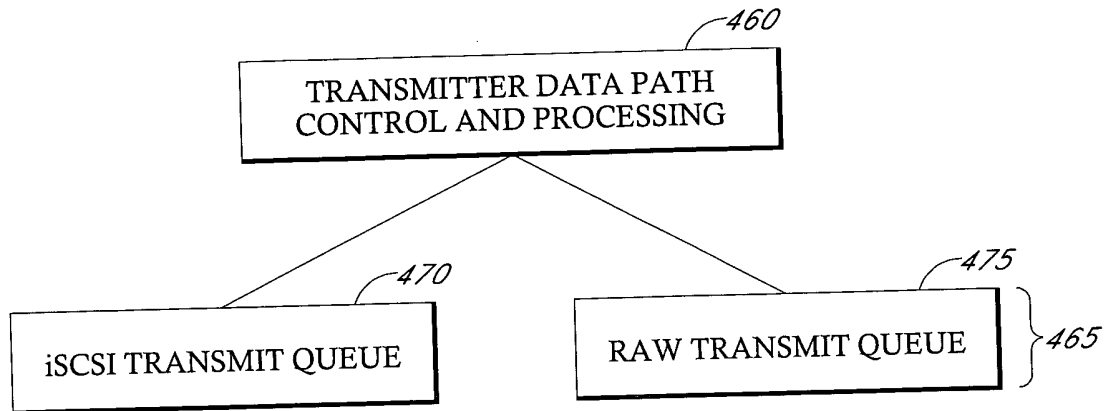 460
TRANSMITTER DATA PATH
CONTROL AND PROCESSING
470
iSCSI TRANSMIT QUEUE
475
RAW TRANSMIT QUEUE
465